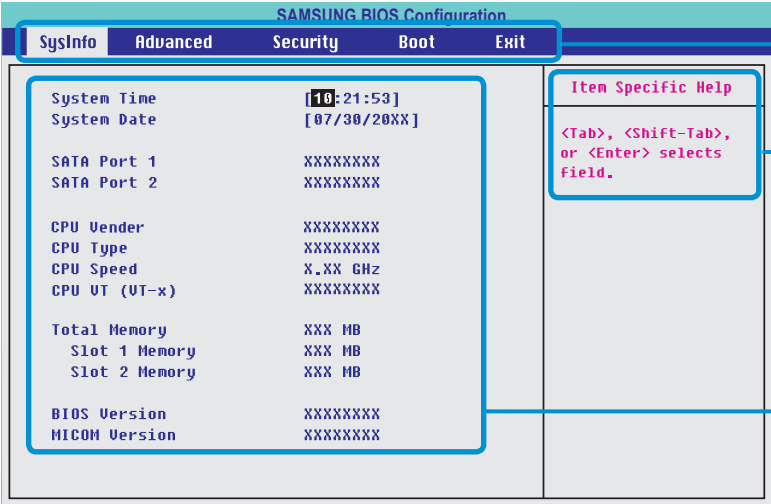 SAMSUNG BIOS Configuration
SysInfo Advanced Security Boot Exit
System Time [10:21:53]
System Date [07/30/20XX]
SATA Port 1 XXXXXXXX
SATA Port 2 XXXXXXXX
CPU Vender XXXXXXXX
CPU Type XXXXXXXX
CPU Speed X.XX GHz
CPU VT (VT-x) XXXXXXXX
Total Memory XXX MB
Slot 1 Memory XXX MB
Slot 2 Memory XXX MB
BIOS Version XXXXXXXX
MICOM Version XXXXXXXX
Item Specific Help
<Tab>, <Shift-Tab>,
or <Enter> selects
field.